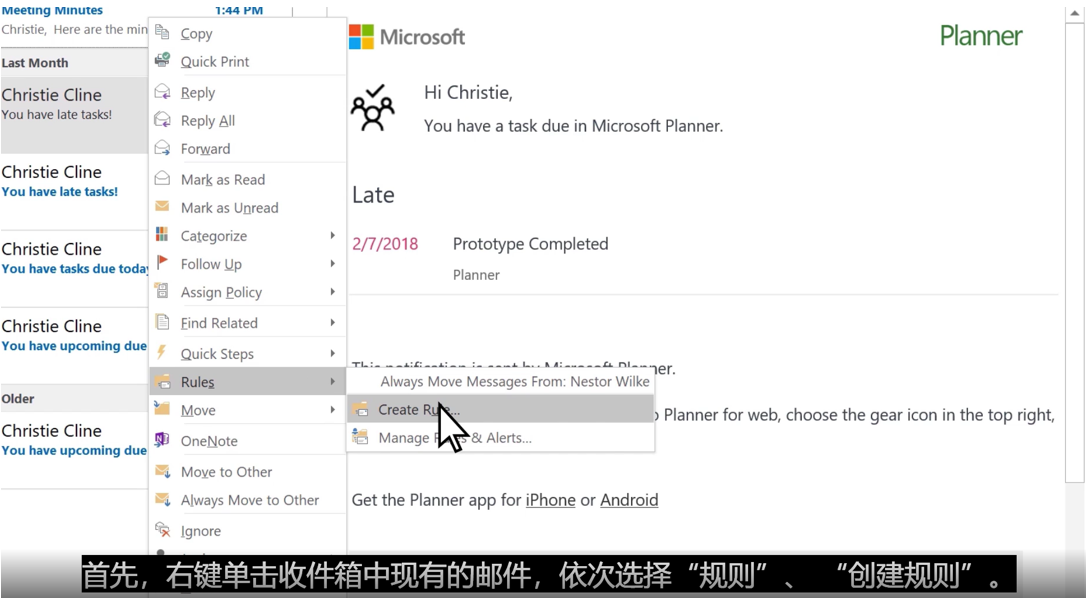 Meeting Minutes 1:44 PM
Christie, Here are the min
Last Month
Christie Cline
You have late tasks!
Christie Cline
You have late tasks!
Christie Cline
You have tasks due today
Christie Cline
You have upcoming due
Older
Christie Cline
You have upcoming due
Copy
Quick Print
Reply
Reply All
Forward
Mark as Read
Mark as Unread
Categorize
Follow Up
Assign Policy
Find Related
Quick Steps
Rules
Move
OneNote
Move to Other
Always Move to Other
Ignore
Always Move Messages From: Nestor Wilke
Create Rule...
Manage Rules & Alerts...
Microsoft
Planner
Hi Christie,
You have a task due in Microsoft Planner.
Late
2/7/2018 Prototype Completed
Planner
This notification is sent by Microsoft Planner.
Planner for web, choose the gear icon in the top right,
Get the Planner app for iPhone or Android
首先，右键单击收件箱中现有的邮件，依次选择“规则”、 “创建规则”。